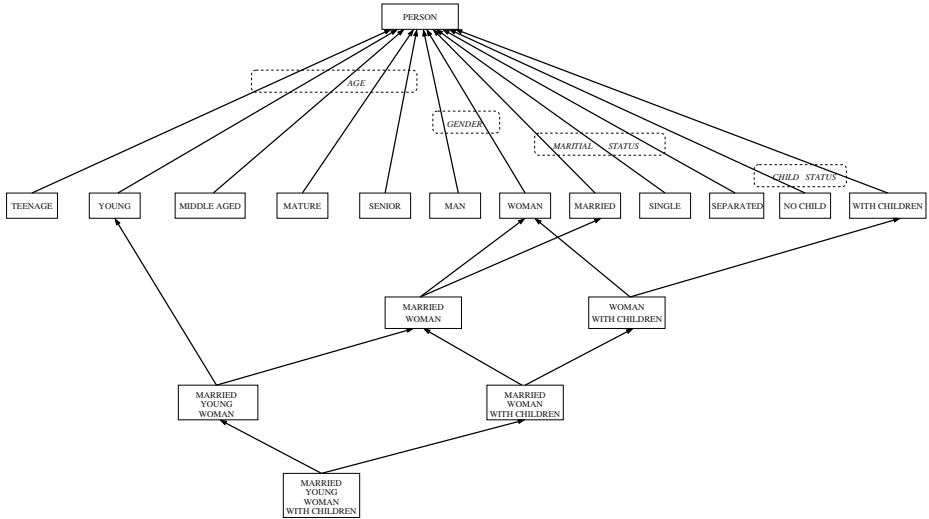 PERSON
AGE
GENDER
MARITIAL STATUS
CHILD STATUS
TEENAGE
YOUNG
MIDDLE AGED
MATURE
SENIOR
MAN
WOMAN
MARRIED
SINGLE
SEPARATED
NO CHILD
WITH CHILDREN
MARRIED
WOMAN
WOMAN
WITH CHILDREN
MARRIED
YOUNG
WOMAN
MARRIED
WOMAN
WITH CHILDREN
MARRIED
YOUNG
WOMAN
WITH CHILDREN